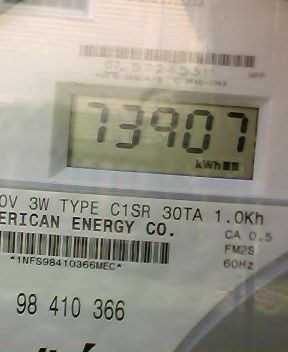 73907
kWh
0V 3W TYPE C1SR 30TA 1.0Kh
ERICAN ENERGY CO.
CA 0.5
FM2S
*1NFS98410366MEC*
60Hz
98 410 366